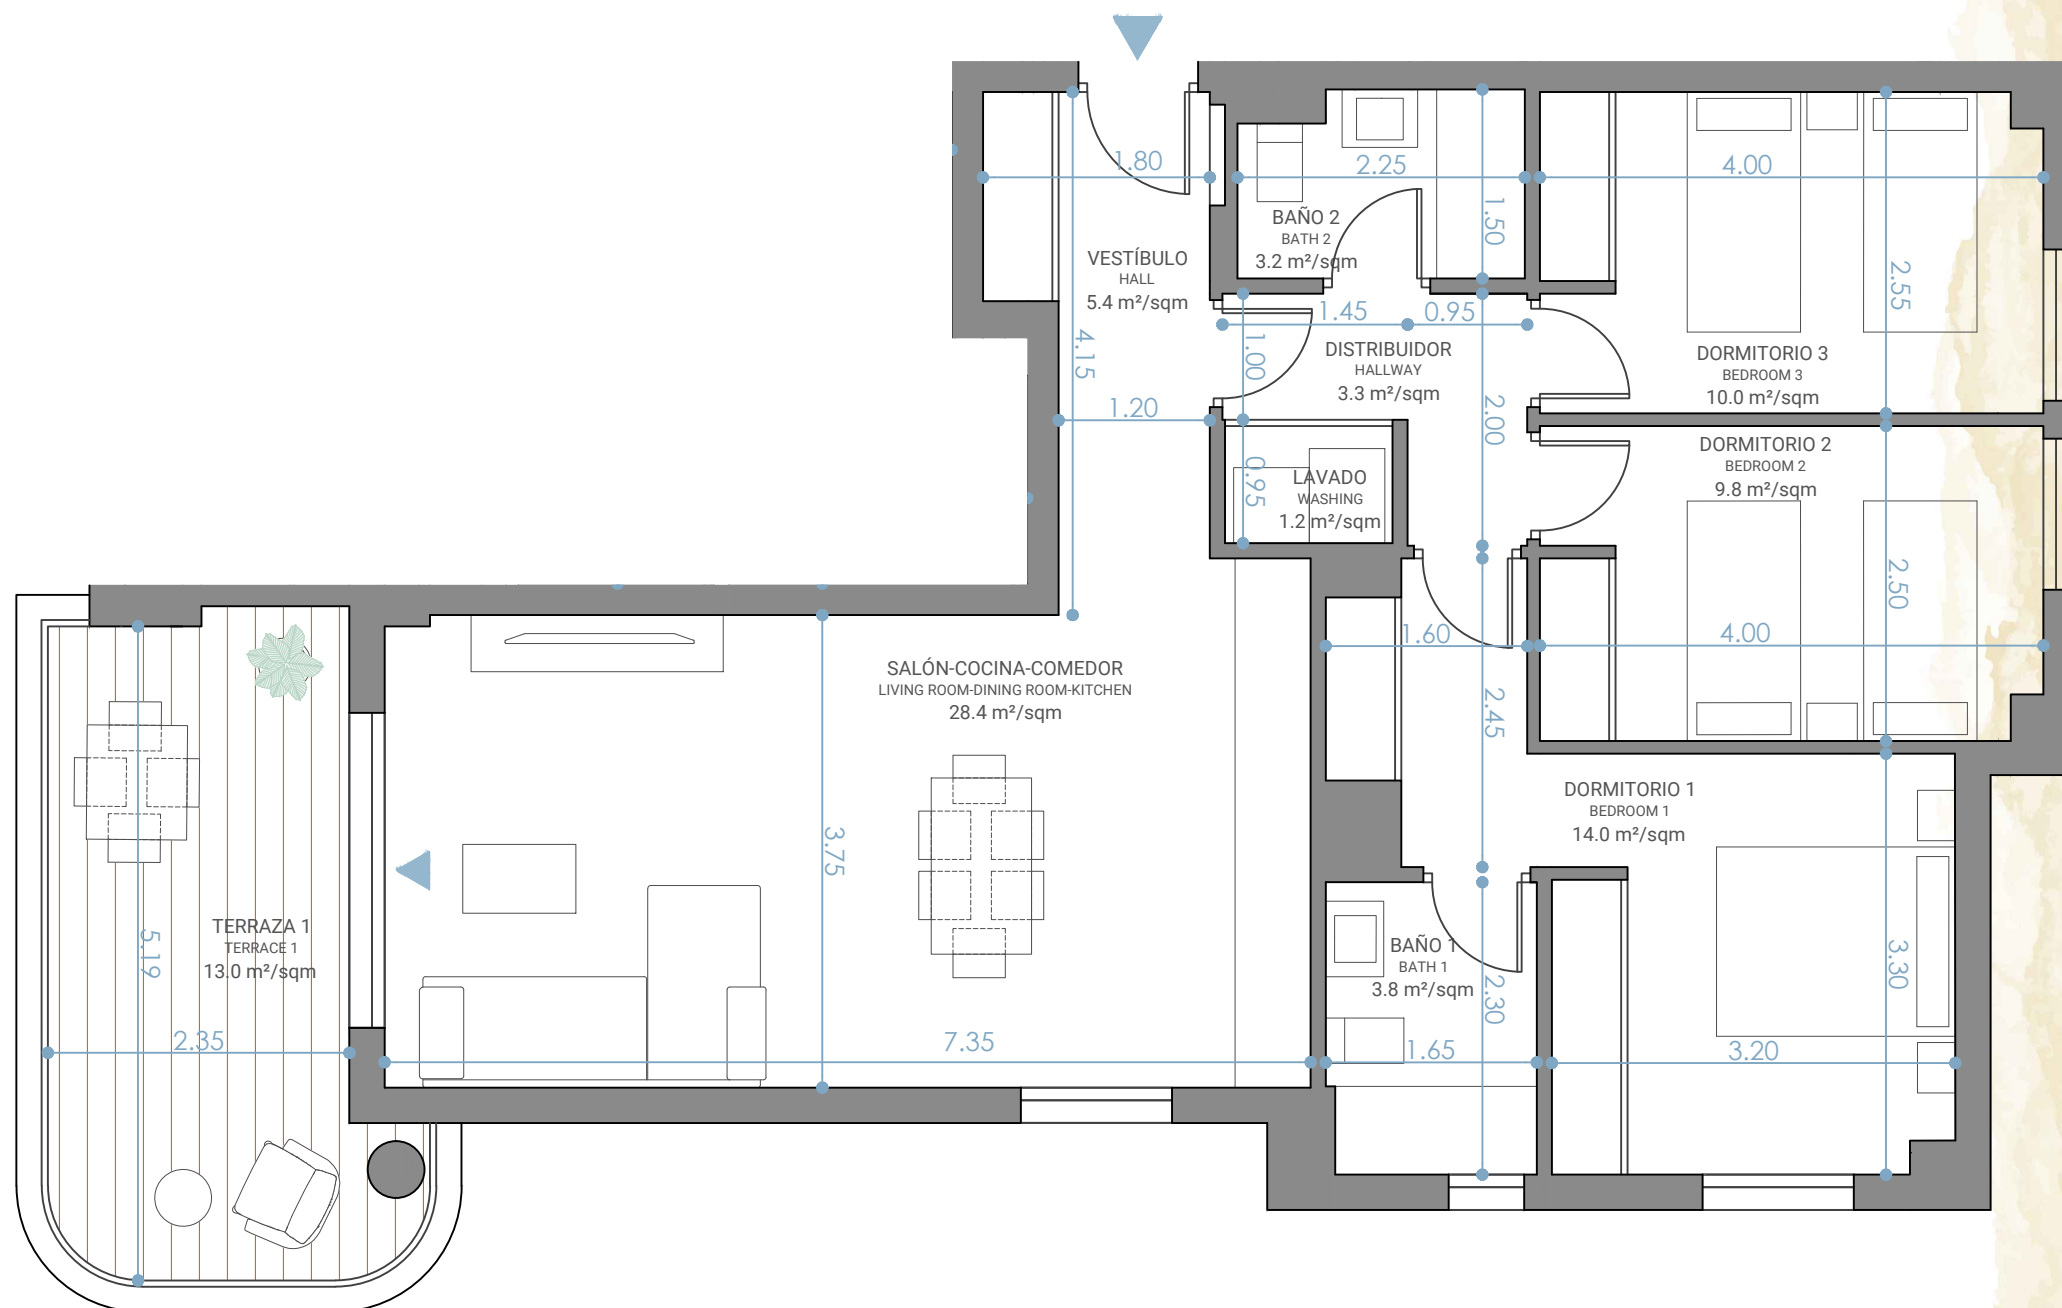 1.80
2.25
4.00
1.50
BAÑO 2
BATH 2
3.2 m²/sqm
VESTÍBULO
HALL
5.4 m²/sqm
2.55
1.45
0.95
1.00
4.15
DISTRIBUIDOR
HALLWAY
3.3 m²/sqm
DORMITORIO 3
BEDROOM 3
10.0 m²/sqm
1.20
2.00
DORMITORIO 2
BEDROOM 2
9.8 m²/sqm
0.95
LAVADO
WASHING
1.2 m²/sqm
2.50
1.60
4.00
SALÓN-COCINA-COMEDOR
LIVING ROOM-DINING ROOM-KITCHEN
28.4 m²/sqm
2.45
DORMITORIO 1
BEDROOM 1
14.0 m²/sqm
3.75
TERRAZA 1
TERRACE 1
13.0 m²/sqm
5.19
BAÑO 1
BATH 1
3.8 m²/sqm
3.30
2.30
2.35
7.35
1.65
3.20